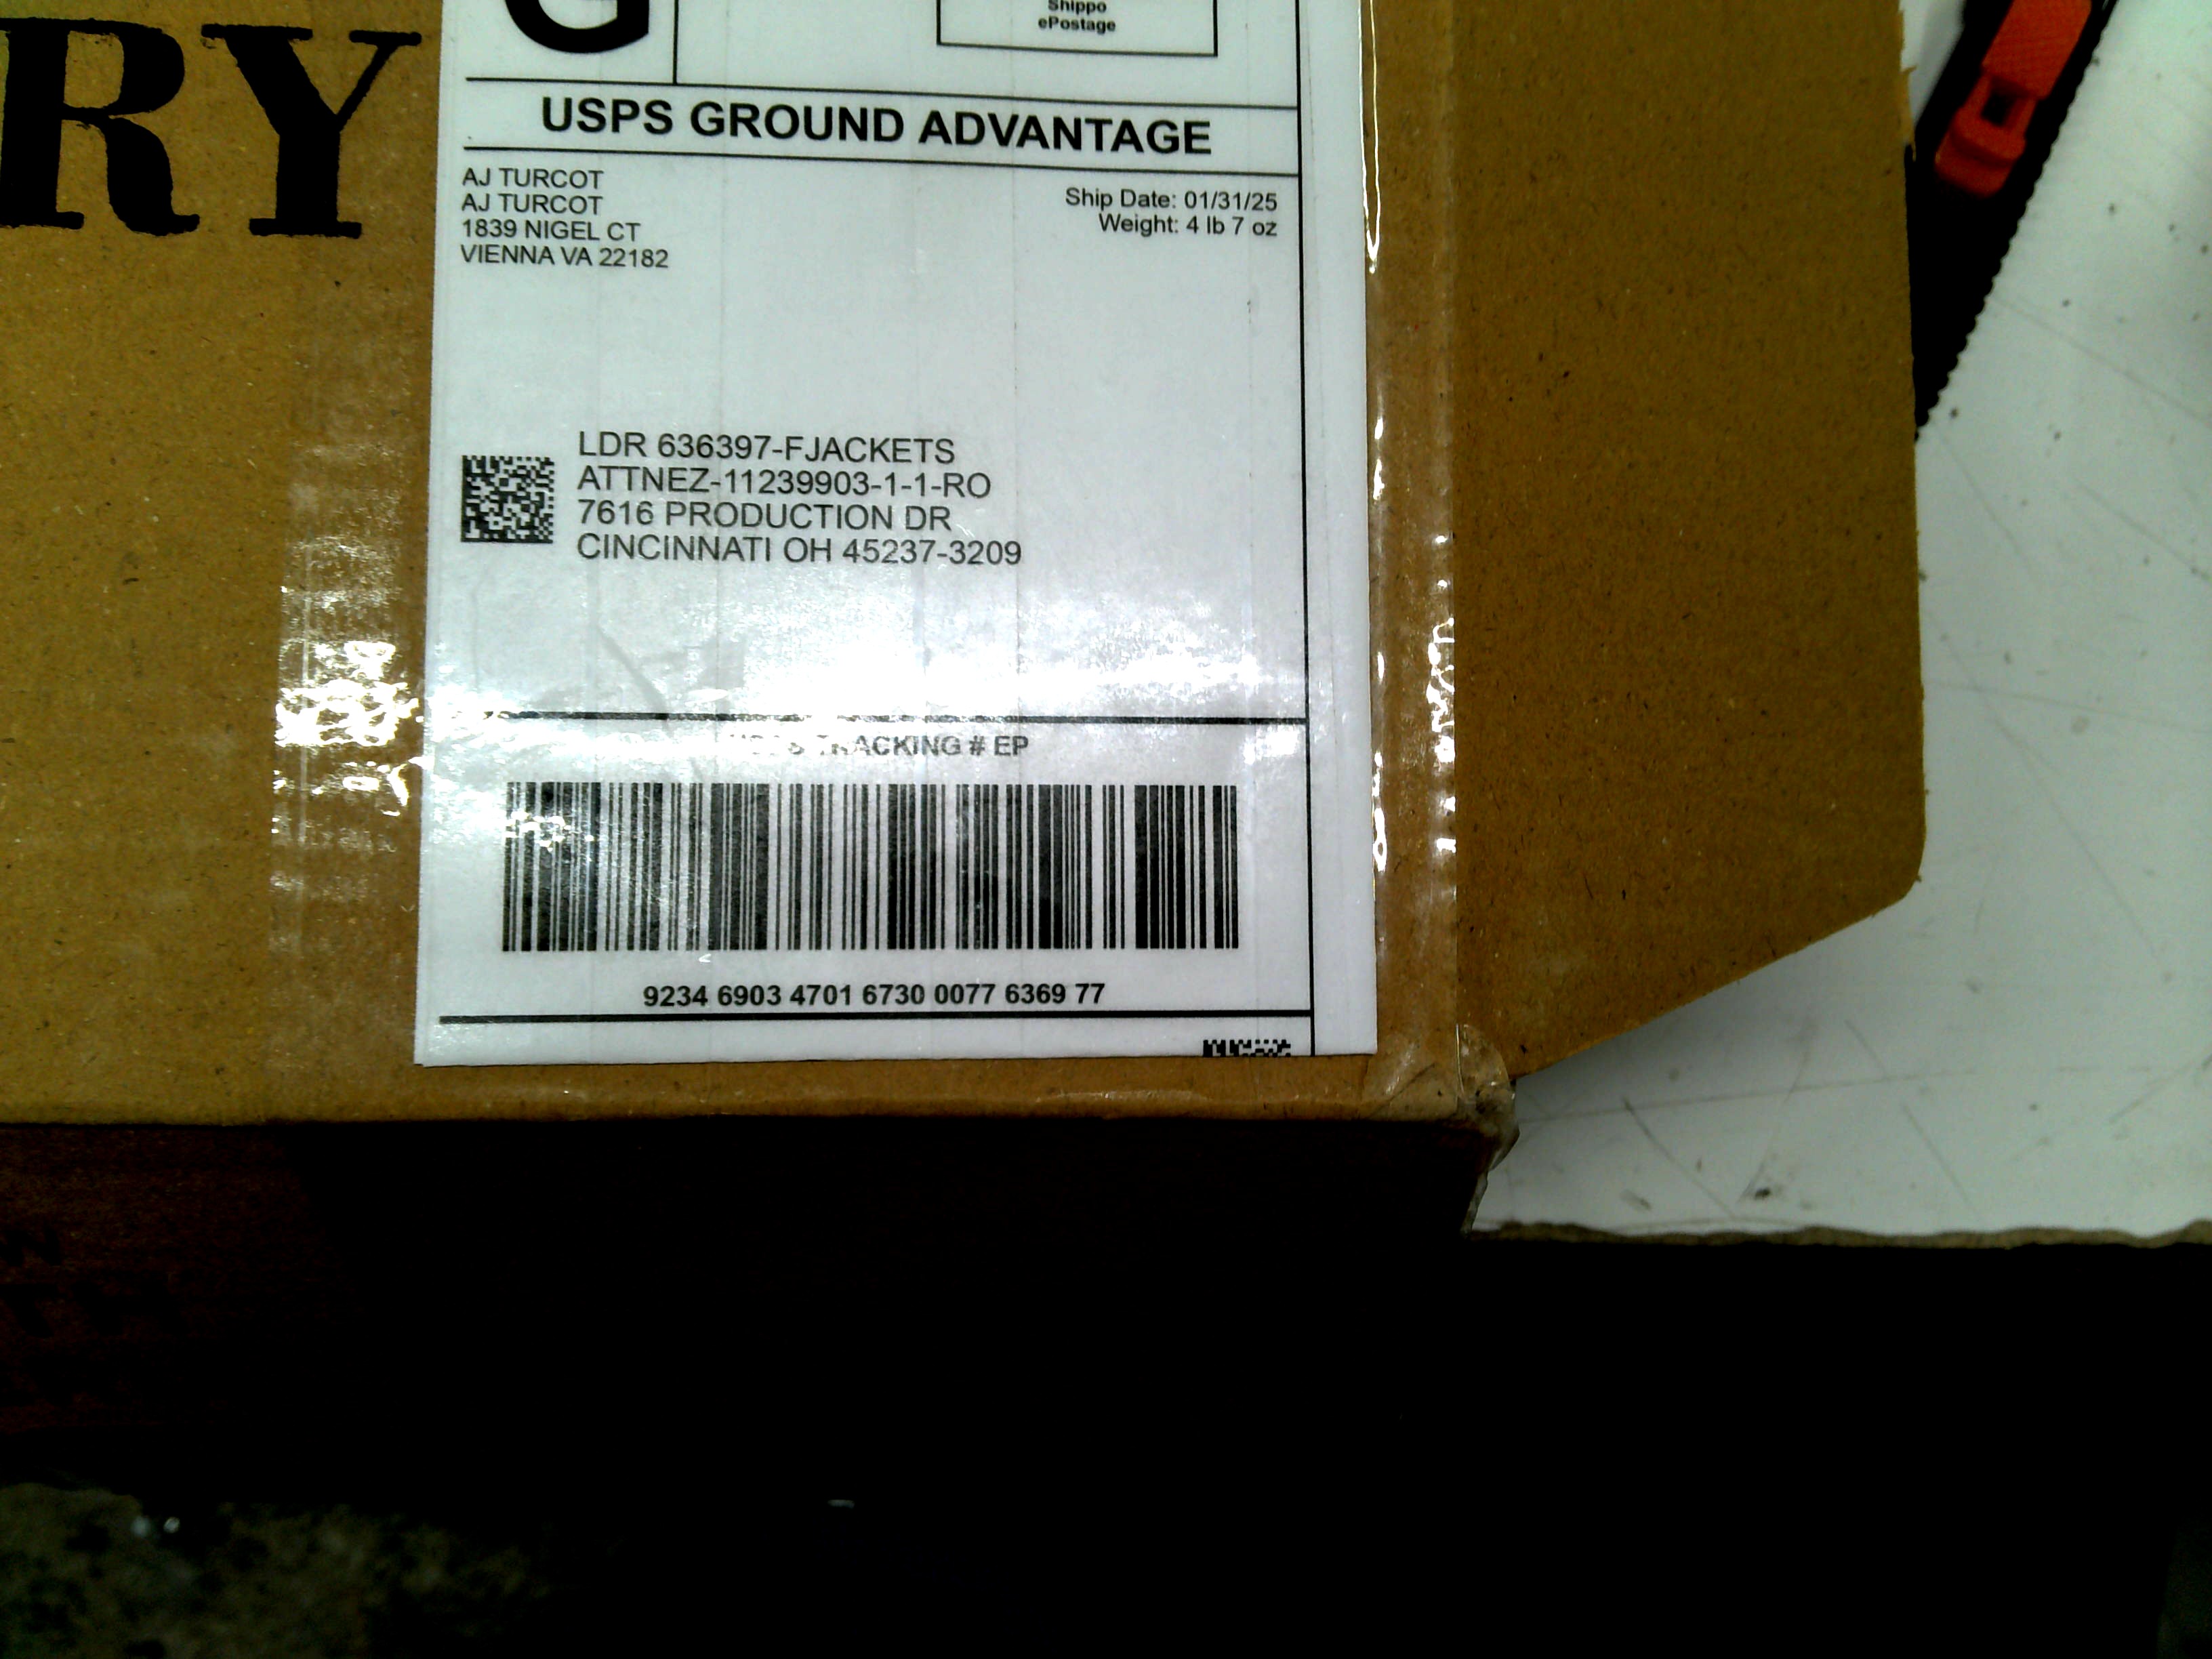 RY
G
Shippo
ePostage
USPS GROUND ADVANTAGE
AJ TURCOT
AJ TURCOT
1839 NIGEL CT
VIENNA VA 22182
Ship Date: 01/31/25
Weight: 4 lb 7 oz
LDR 636397-FJACKETS
ATTNEZ-11239903-1-1-RO
7616 PRODUCTION DR
CINCINNATI OH 45237-3209
USPS TRACKING # EP
9234 6903 4701 6730 0077 6369 77